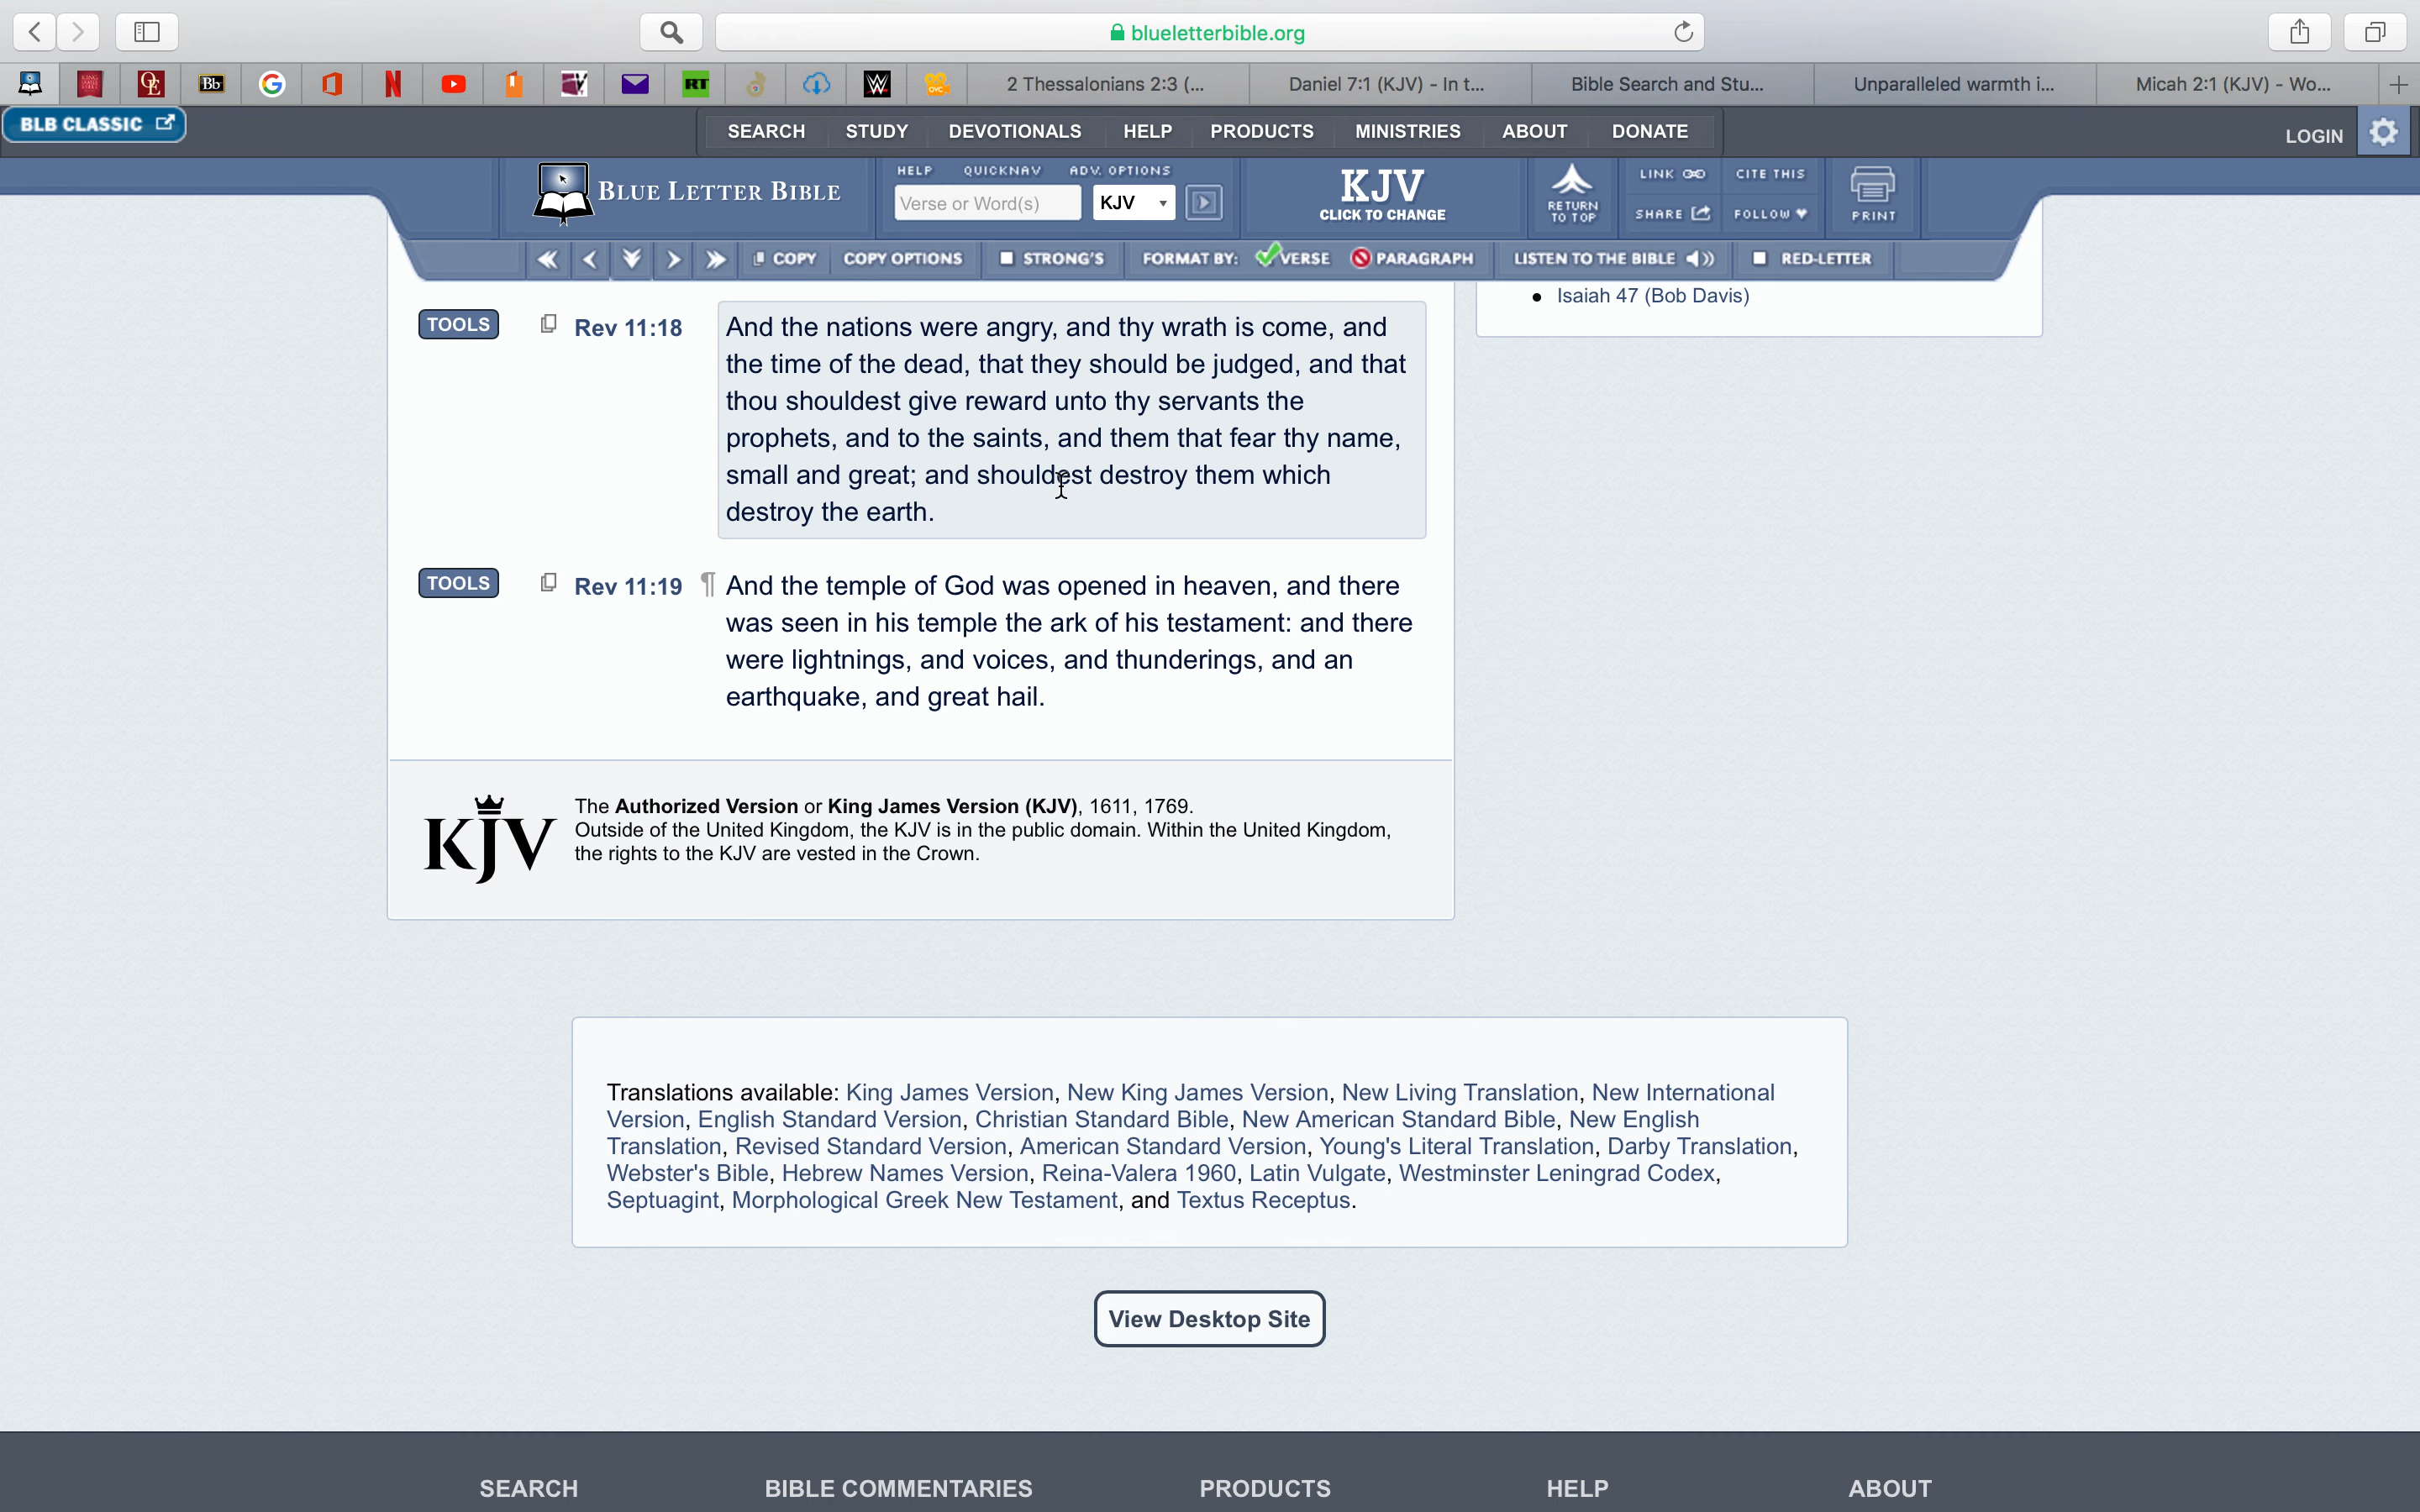 blueletterbible.org
KING JAMES BIBLE
OE
Bb
G
N
RT
W
OVC
2 Thessalonians 2:3 (...
Daniel 7:1 (KJV) - In t...
Bible Search and Stu...
Unparalleled warmth i...
Micah 2:1 (KJV) - Wo...
BLB CLASSIC
SEARCH STUDY DEVOTIONALS HELP PRODUCTS MINISTRIES ABOUT DONATE
LOGIN
BLUE LETTER BIBLE
HELP QUICKNAV ADV. OPTIONS
Verse or Word(s) KJV
KJV
CLICK TO CHANGE
RETURN
TO TOP
LINK CITE THIS
SHARE FOLLOW
PRINT
COPY COPY OPTIONS STRONG'S FORMAT BY: VERSE PARAGRAPH LISTEN TO THE BIBLE RED-LETTER
• Isaiah 47 (Bob Davis)
TOOLS Rev 11:18 And the nations were angry, and thy wrath is come, and
the time of the dead, that they should be judged, and that
thou shouldest give reward unto thy servants the
prophets, and to the saints, and them that fear thy name,
small and great; and shouldest destroy them which
destroy the earth.
TOOLS Rev 11:19 ¶ And the temple of God was opened in heaven, and there
was seen in his temple the ark of his testament: and there
were lightnings, and voices, and thunderings, and an
earthquake, and great hail.
KJV
The Authorized Version or King James Version (KJV), 1611, 1769.
Outside of the United Kingdom, the KJV is in the public domain. Within the United Kingdom,
the rights to the KJV are vested in the Crown.
Translations available: King James Version, New King James Version, New Living Translation, New International
Version, English Standard Version, Christian Standard Bible, New American Standard Bible, New English
Translation, Revised Standard Version, American Standard Version, Young's Literal Translation, Darby Translation,
Webster's Bible, Hebrew Names Version, Reina-Valera 1960, Latin Vulgate, Westminster Leningrad Codex,
Septuagint, Morphological Greek New Testament, and Textus Receptus.
View Desktop Site
SEARCH BIBLE COMMENTARIES PRODUCTS HELP ABOUT